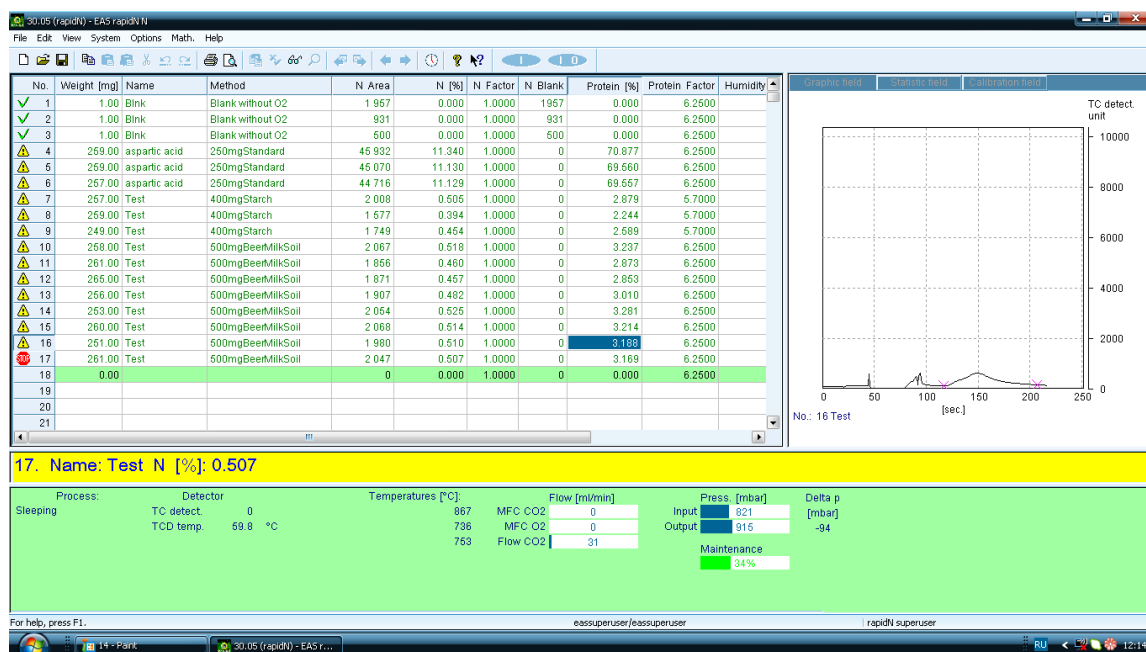 30.05 (rapidN) - EAS rapidN N
File Edit View System Options Math. Help
No. Weight [mg] Name Method N Area N [%] N Factor N Blank Protein [%] Protein Factor Humidity
1 1.00 Blnk Blank without O2 1 957 0.000 1.0000 1957 0.000 6.2500
2 1.00 Blnk Blank without O2 931 0.000 1.0000 931 0.000 6.2500
3 1.00 Blnk Blank without O2 500 0.000 1.0000 500 0.000 6.2500
4 259.00 aspartic acid 250mgStandard 45 932 11.340 1.0000 0 70.877 6.2500
5 259.00 aspartic acid 250mgStandard 45 070 11.130 1.0000 0 69.560 6.2500
6 257.00 aspartic acid 250mgStandard 44 716 11.129 1.0000 0 69.557 6.2500
7 257.00 Test 400mgStarch 2 008 0.505 1.0000 0 2.879 5.7000
8 259.00 Test 400mgStarch 1 577 0.394 1.0000 0 2.244 5.7000
9 249.00 Test 400mgStarch 1 749 0.454 1.0000 0 2.589 5.7000
10 258.00 Test 500mgBeerMilkSoil 2 067 0.518 1.0000 0 3.237 6.2500
11 261.00 Test 500mgBeerMilkSoil 1 856 0.460 1.0000 0 2.873 6.2500
12 265.00 Test 500mgBeerMilkSoil 1 871 0.457 1.0000 0 2.853 6.2500
13 256.00 Test 500mgBeerMilkSoil 1 907 0.482 1.0000 0 3.010 6.2500
14 253.00 Test 500mgBeerMilkSoil 2 054 0.525 1.0000 0 3.281 6.2500
15 260.00 Test 500mgBeerMilkSoil 2 068 0.514 1.0000 0 3.214 6.2500
16 251.00 Test 500mgBeerMilkSoil 1 980 0.510 1.0000 0 3.188 6.2500
STOP 17 261.00 Test 500mgBeerMilkSoil 2 047 0.507 1.0000 0 3.169 6.2500
18 0.00 0 0.000 1.0000 0 0.000 6.2500
19
20
21
Graphic field Statistic field Calibration field
TC detect.
unit
10000
8000
6000
4000
2000
0
0 50 100 150 200 250
[sec.]
No.: 16 Test
17. Name: Test N [%]: 0.507
Process: Detector Temperatures [°C]: Flow [ml/min] Press. [mbar] Delta p
Sleeping TC detect. 0 867 MFC CO2 0 Input 821 [mbar]
TCD temp. 59.8 °C 736 MFC O2 0 Output 915 -94
753 Flow CO2 31
Maintenance
34%
For help, press F1. eassuperuser/eassuperuser rapidN superuser
14 - Paint 30.05 (rapidN) - EAS r... RU 12:14